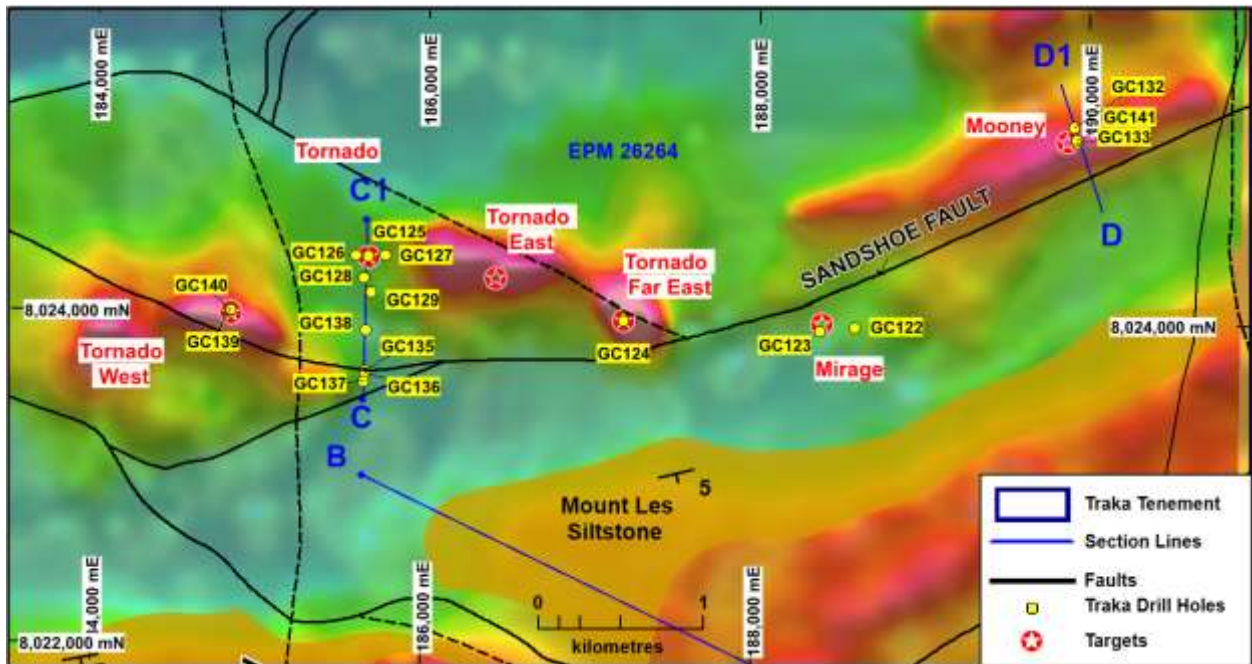 184,000 mE
186,000 mE
188,000 mE
190,000 mE
D1
GC132
GC141
GC133
Mooney
Tornado
EPM 26264
C1
GC125
GC126
GC127
GC128
GC129
Tornado
East
Tornado
Far East
SANDSHOE FAULT
D
GC140
8,024,000 mN
GC138
GC139
GC135
GC124
GC123
GC122
8,024,000 mN
Tornado
West
Mirage
GC137
GC136
C
B
5
Mount Les
Siltstone
184,000 mE
186,000 mE
188,000 mE
8,022,000 mN
0
1
kilometres
Traka Tenement
Section Lines
Faults
Traka Drill Holes
Targets